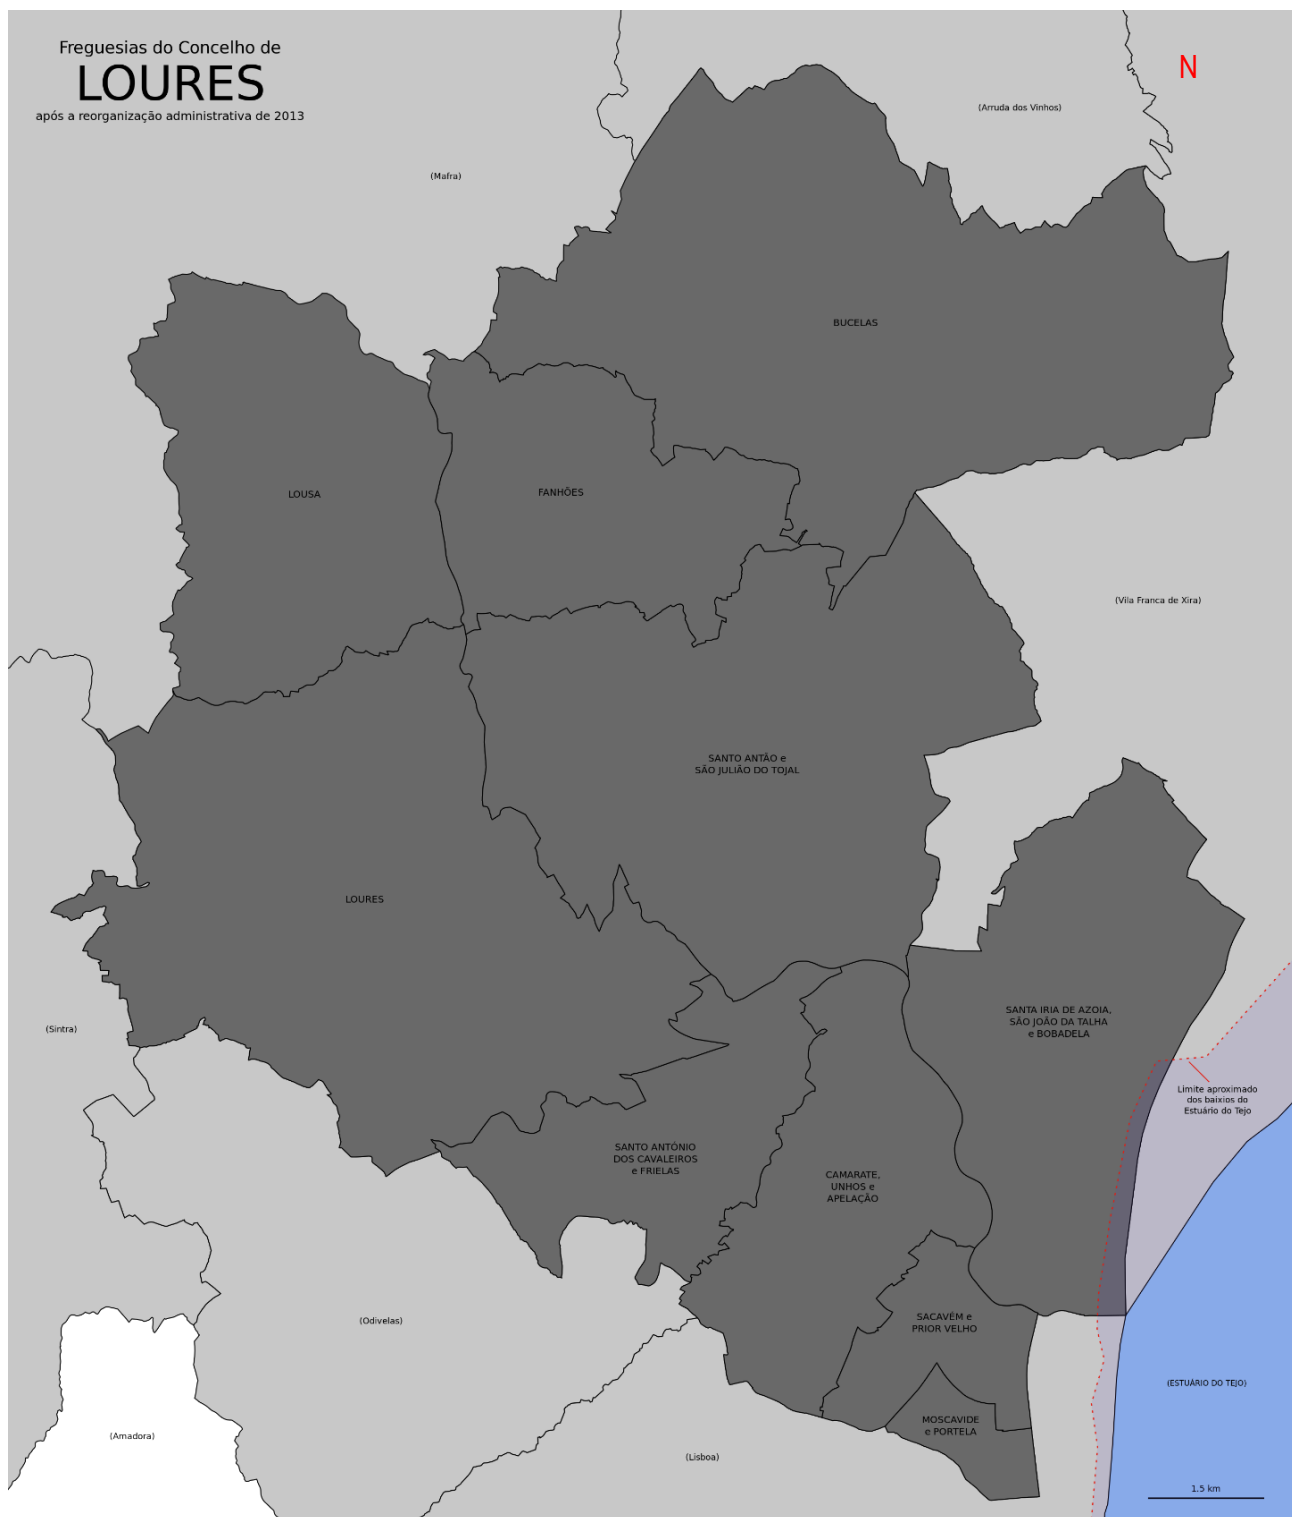 Freguesias do Concelho de
LOURES
após a reorganização administrativa de 2013
N
(Arruda dos Vinhos)
(Mafra)
BUCELAS
LOUSA
FANHÕES
(Vila Franca de Xira)
SANTO ANTÃO e
SÃO JULIÃO DO TOJAL
LOURES
SANTA IRIA DE AZOIA,
SÃO JOÃO DA TALHA
e BOBADELA
(Sintra)
Limite aproximado
dos baixios do
Estuário do Tejo
SANTO ANTÓNIO
DOS CAVALEIROS
e FRIELAS
CAMARATE,
UNHOS e
APELAÇÃO
(Odivelas)
SACAVÉM e
PRIOR VELHO
(ESTUÁRIO DO TEJO)
MOSCAVIDE
e PORTELA
(Amadora)
(Lisboa)
1.5 km